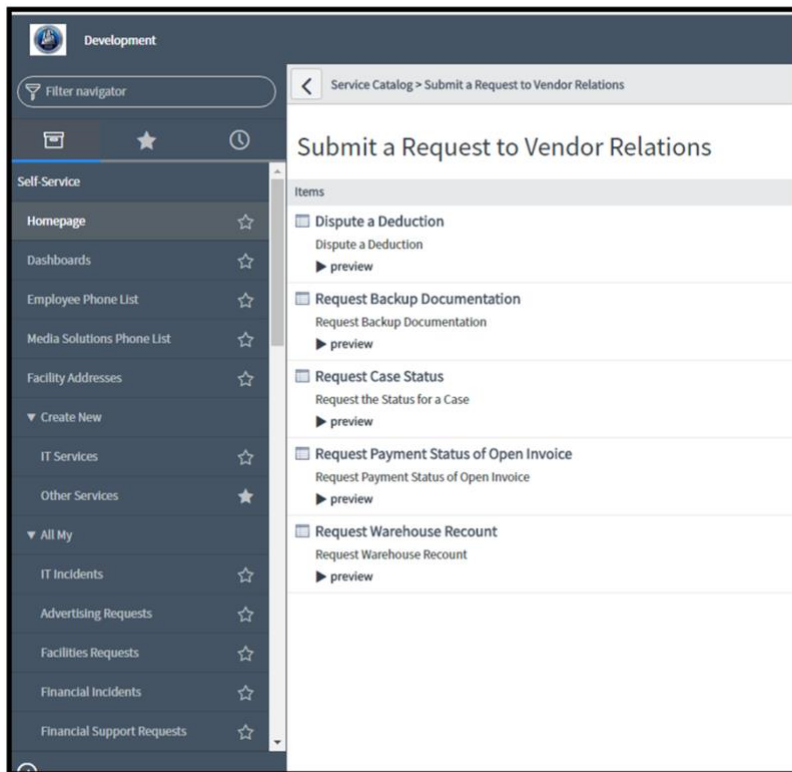 Development
Filter navigator
Self-Service
Homepage
Dashboards
Employee Phone List
Media Solutions Phone List
Facility Addresses
Create New
IT Services
Other Services
All My
IT Incidents
Advertising Requests
Facilities Requests
Financial Incidents
Financial Support Requests
Service Catalog > Submit a Request to Vendor Relations
Submit a Request to Vendor Relations
Items
Dispute a Deduction
Dispute a Deduction
preview
Request Backup Documentation
Request Backup Documentation
preview
Request Case Status
Request the Status for a Case
preview
Request Payment Status of Open Invoice
Request Payment Status of Open Invoice
preview
Request Warehouse Recount
Request Warehouse Recount
preview